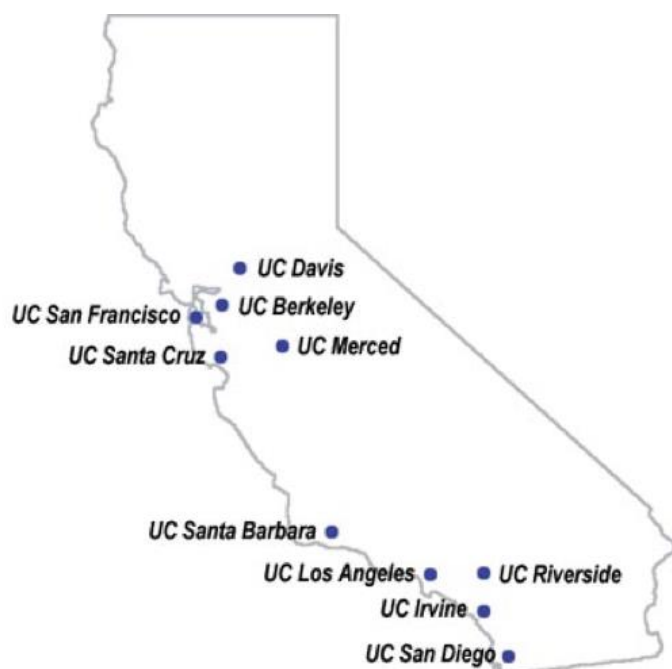 UC Davis
UC Berkeley
UC San Francisco
UC Merced
UC Santa Cruz
UC Santa Barbara
UC Los Angeles
UC Riverside
UC Irvine
UC San Diego